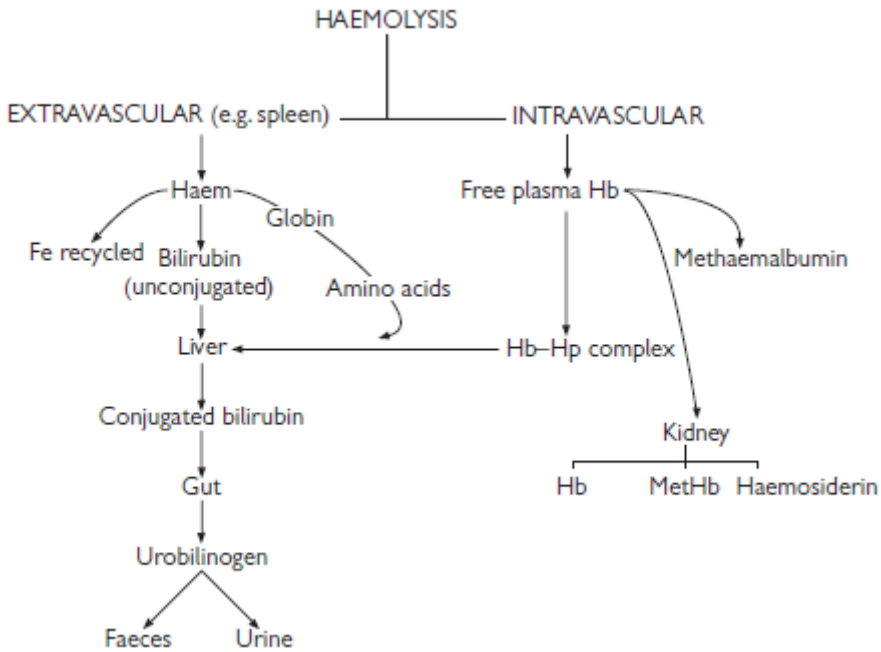 HAEMOLYSIS
EXTRAVASCULAR (e.g. spleen)
INTRAVASCULAR
Haem
Free plasma Hb
Globin
Fe recycled
Bilirubin
(unconjugated)
Methaemalbumin
Amino acids
Liver
Hb–Hp complex
Conjugated bilirubin
Kidney
Gut
Hb
MetHb
Haemosiderin
Urobilinogen
Faeces
Urine